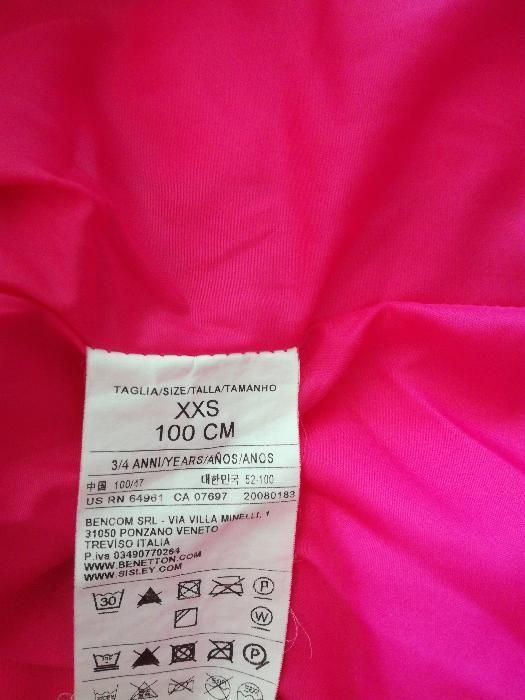 TAGLIA/SIZE/TALLA/TAMANHO
XXS
100 CM
3/4 ANNI/YEARS/AÑOS/ANOS
中国 100/47 대한민국 52-100
US RN 64961 CA 07697 20080183
BENCOM SRL - VIA VILLA MINELLI, 1
31050 PONZANO VENETO
TREVISO ITALIA
P.iva 03490770264
WWW.BENETTON.COM
WWW.SISLEY.COM
30 P
W
P